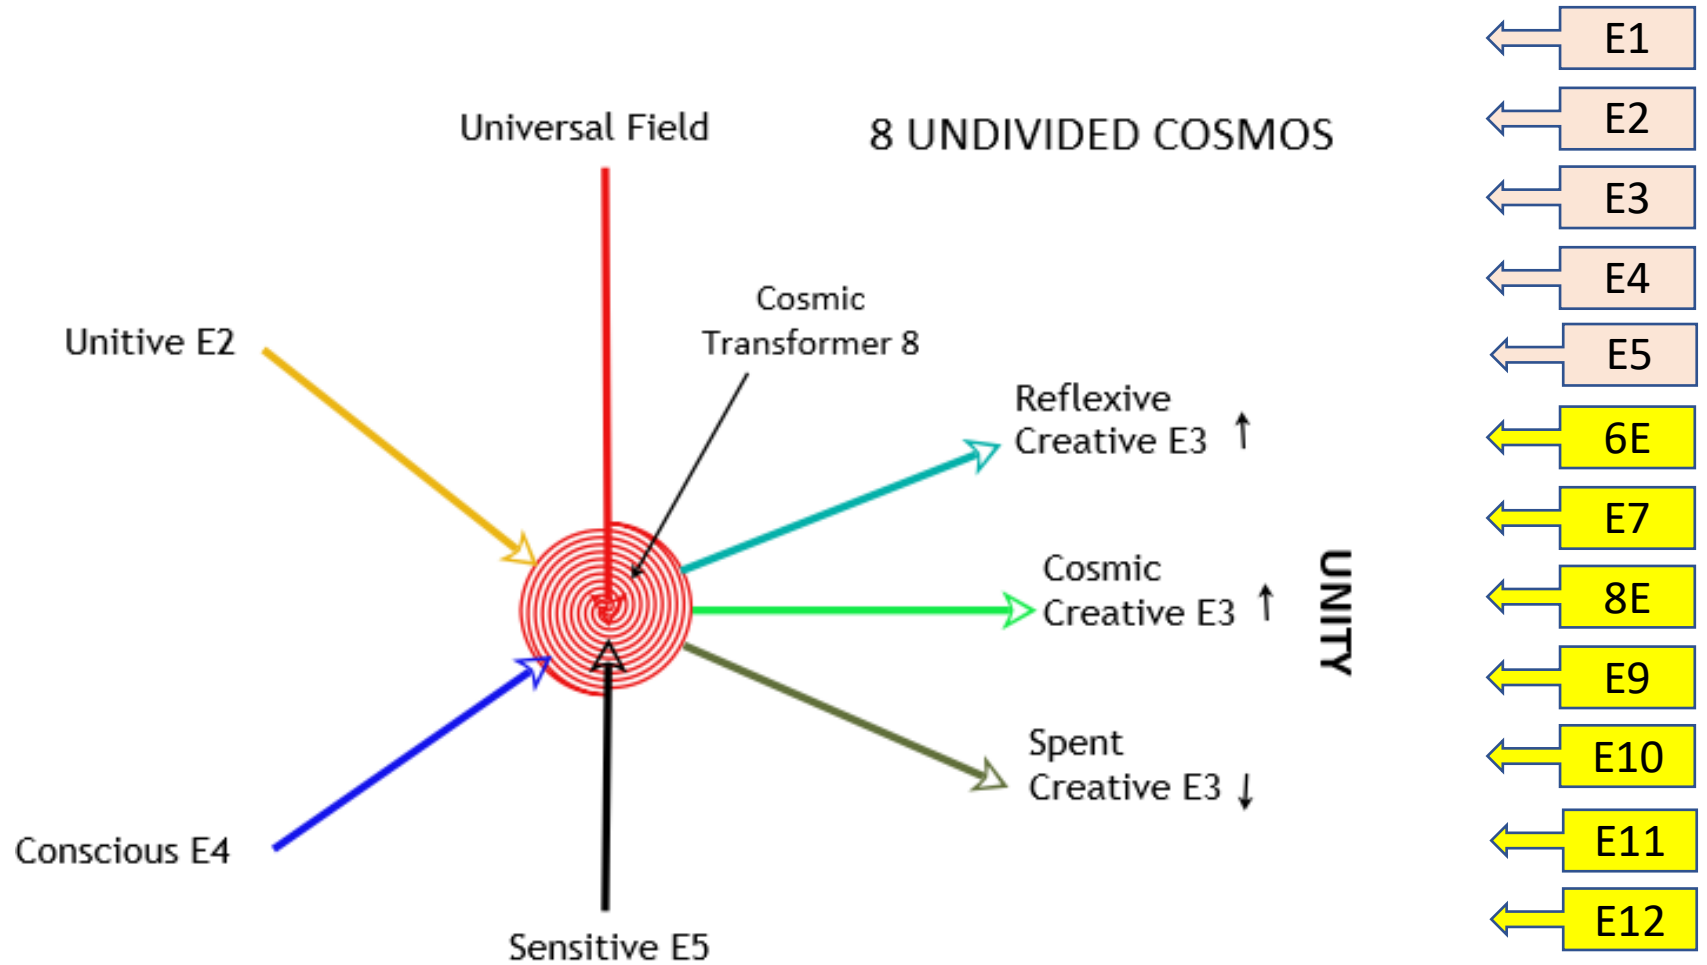 Universal Field
8 UNDIVIDED COSMOS
Cosmic
Transformer 8
Unitive E2
Reflexive
Creative E3 ↑
Cosmic
Creative E3 ↑
UNITY
Spent
Creative E3 ↓
Conscious E4
Sensitive E5
E1
E2
E3
E4
E5
6E
E7
8E
E9
E10
E11
E12